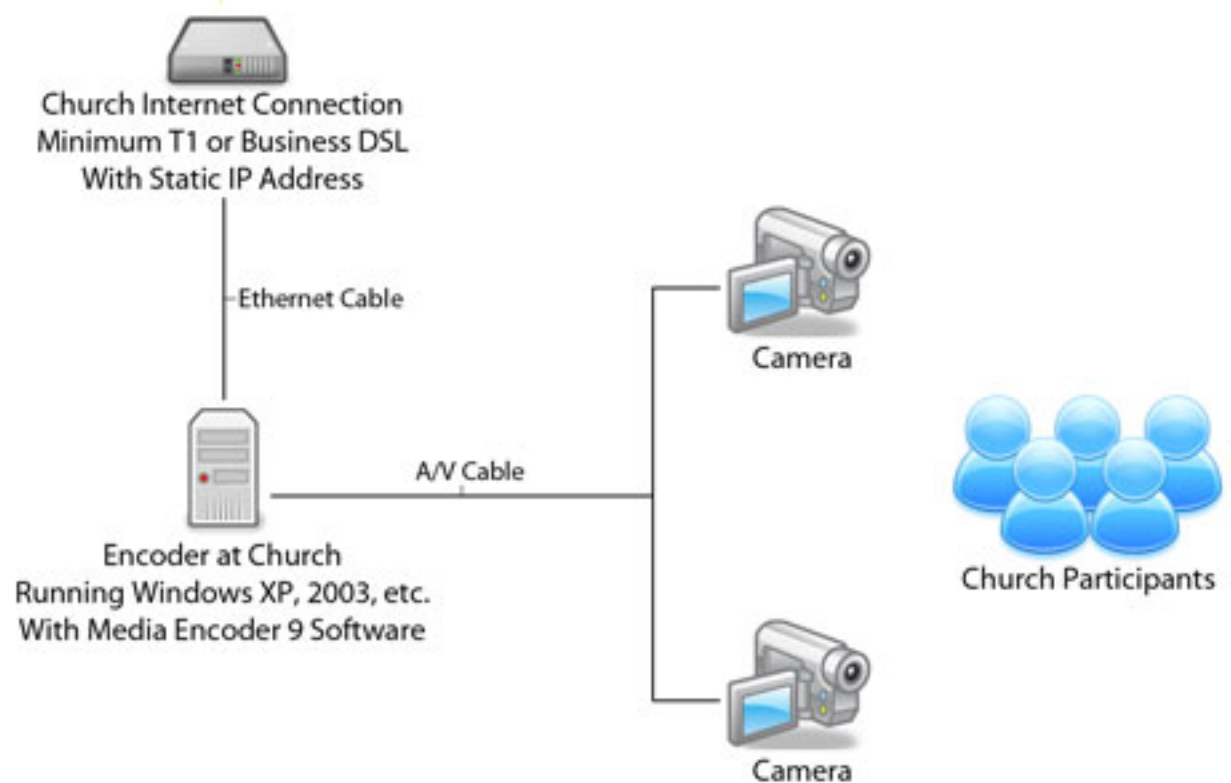 Church Internet Connection
Minimum T1 or Business DSL
With Static IP Address
Ethernet Cable
Camera
A/V Cable
Encoder at Church
Running Windows XP, 2003, etc.
With Media Encoder 9 Software
Church Participants
Camera